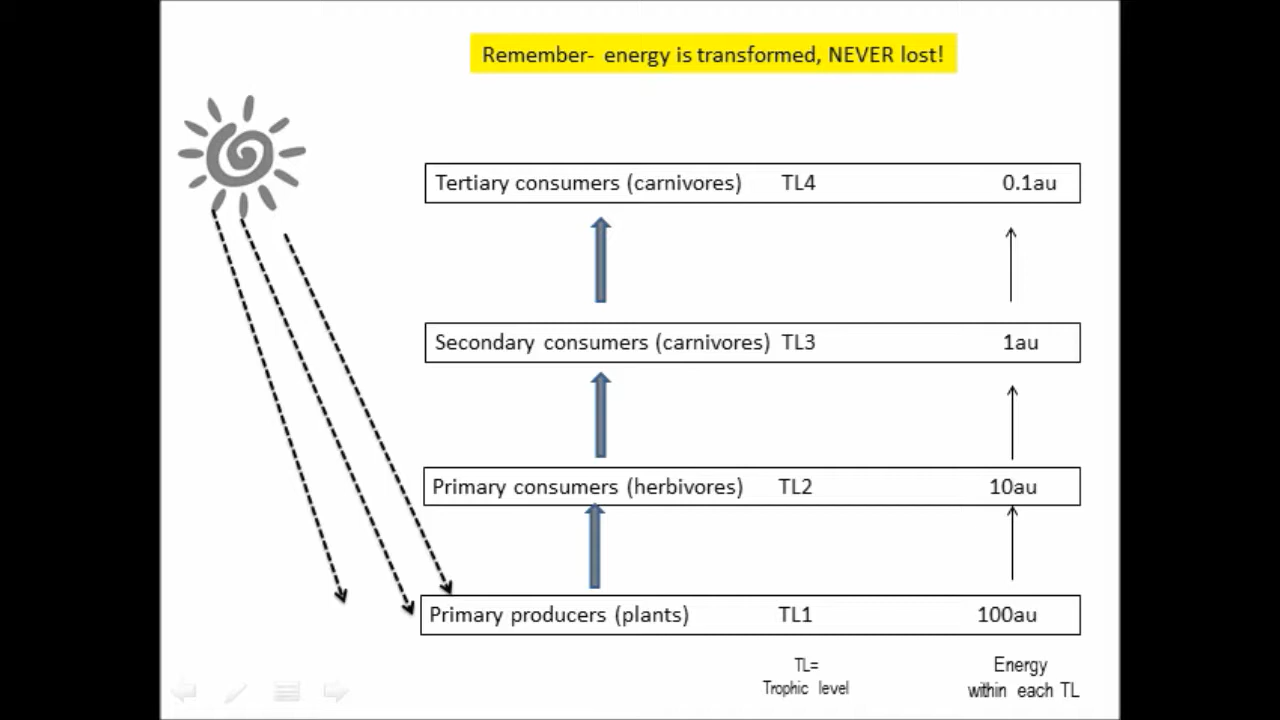 Remember- energy is transformed, NEVER lost!
Tertiary consumers (carnivores) TL4 0.1au
Secondary consumers (carnivores) TL3 1au
Primary consumers (herbivores) TL2 10au
Primary producers (plants) TL1 100au
TL=
Trophic level
Energy
within each TL